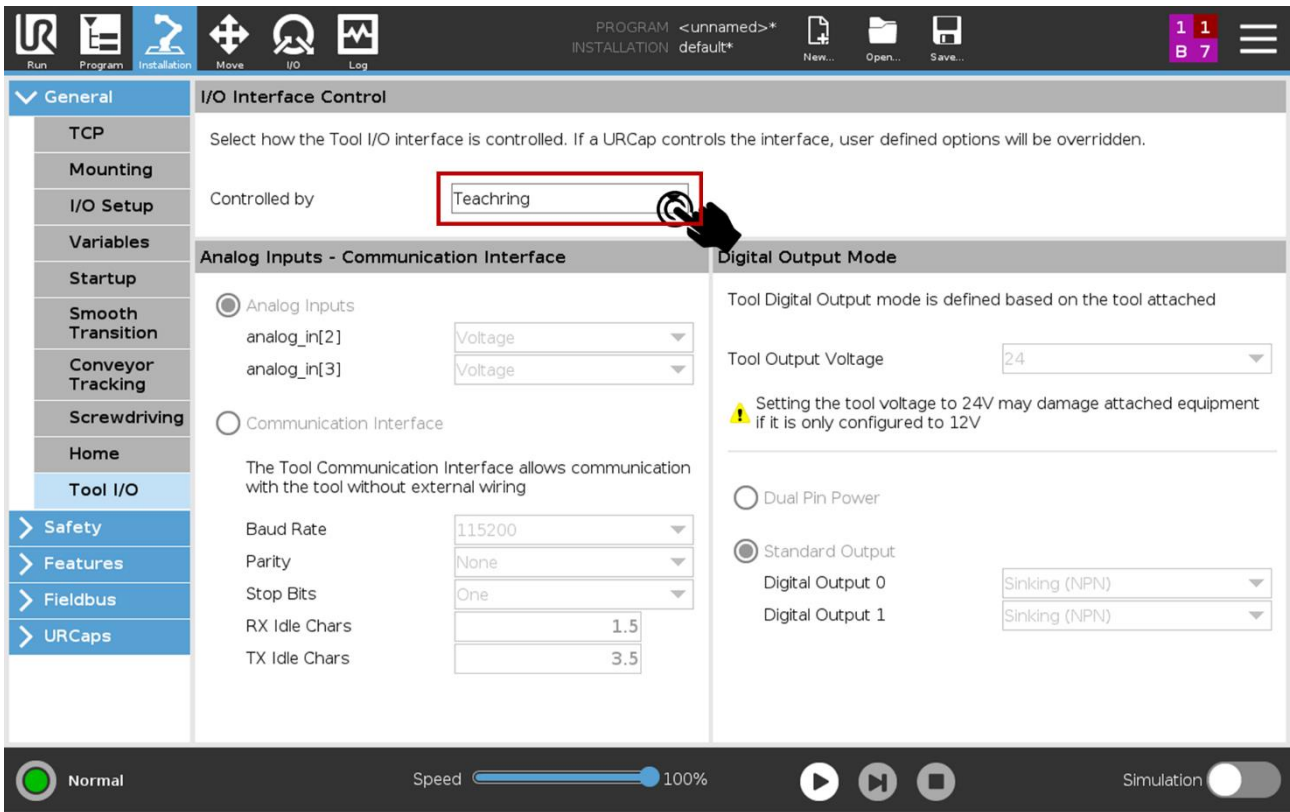 UR
PROGRAM <unnamed>*
INSTALLATION default*
1 1
B 7
Run Program Installation Move I/O Log New... Open... Save...
General
TCP
Mounting
I/O Setup
Variables
Startup
Smooth
Transition
Conveyor
Tracking
Screwdriving
Home
Tool I/O
Safety
Features
Fieldbus
URCaps
I/O Interface Control
Select how the Tool I/O interface is controlled. If a URCap controls the interface, user defined options will be overridden.
Controlled by Teachring
Analog Inputs - Communication Interface
Analog Inputs
analog_in[2] Voltage
analog_in[3] Voltage
Communication Interface
The Tool Communication Interface allows communication
with the tool without external wiring
Baud Rate 115200
Parity None
Stop Bits One
RX Idle Chars 1.5
TX Idle Chars 3.5
Digital Output Mode
Tool Digital Output mode is defined based on the tool attached
Tool Output Voltage 24
Setting the tool voltage to 24V may damage attached equipment
if it is only configured to 12V
Dual Pin Power
Standard Output
Digital Output 0 Sinking (NPN)
Digital Output 1 Sinking (NPN)
Normal Speed 100% Simulation